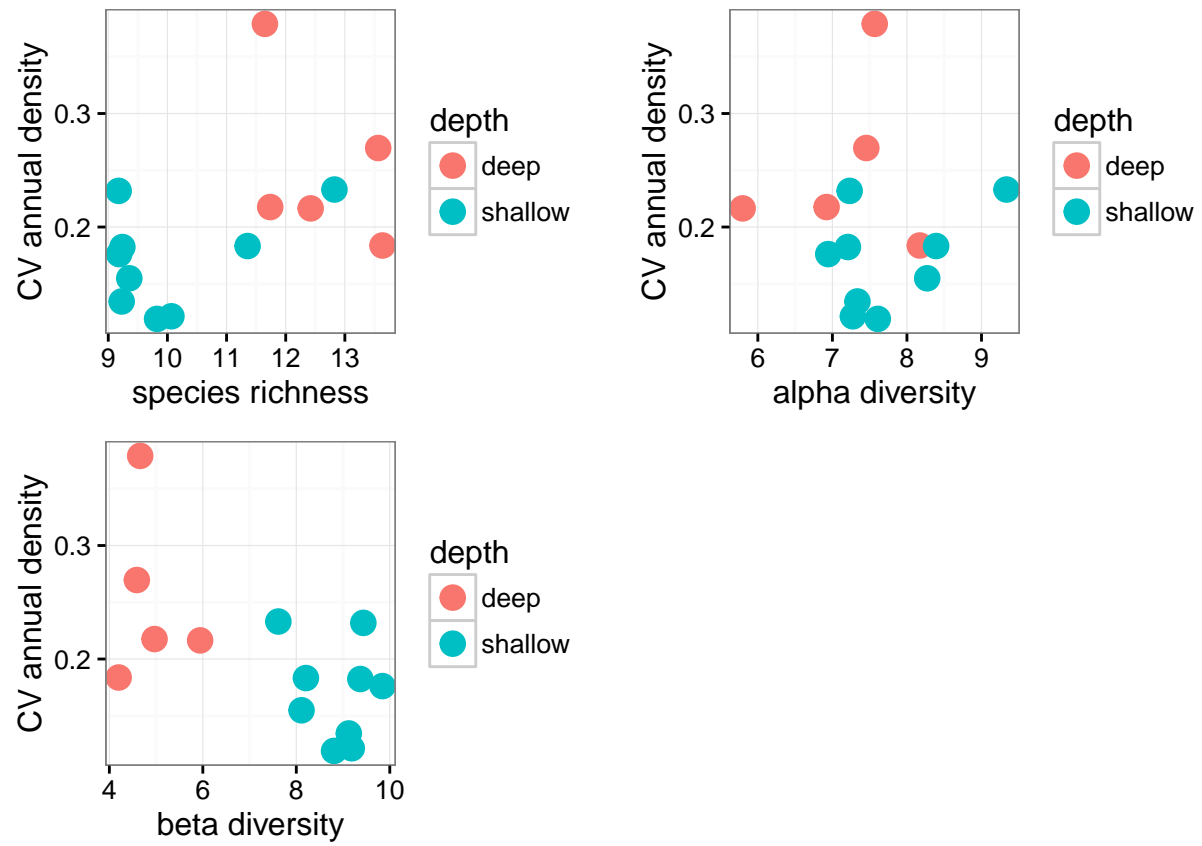 CV annual density
0.3
0.2
9 10 11 12 13
species richness
depth
deep
shallow
CV annual density
0.3
0.2
6 7 8 9
alpha diversity
depth
deep
shallow
CV annual density
0.3
0.2
4 6 8 10
beta diversity
depth
deep
shallow